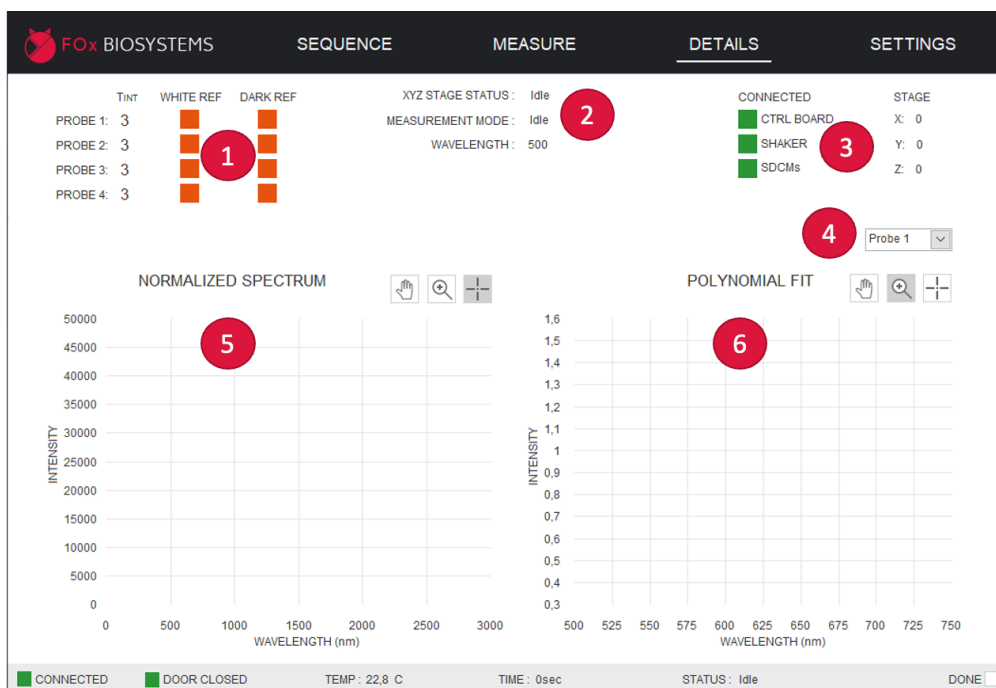 FOx BIOSYSTEMS SEQUENCE MEASURE DETAILS SETTINGS
TINT WHITE REF DARK REF
PROBE 1: 3
PROBE 2: 3
PROBE 3: 3
PROBE 4: 3
1
XYZ STAGE STATUS : Idle
MEASUREMENT MODE : Idle
WAVELENGTH : 500
2
CONNECTED STAGE
CTRL BOARD X: 0
SHAKER Y: 0
SDCMs Z: 0
3
4
Probe 1
NORMALIZED SPECTRUM
5
50000
45000
40000
35000
30000
25000
20000
15000
10000
5000
0
INTENSITY
0 500 1000 1500 2000 2500 3000
WAVELENGTH (nm)
POLYNOMIAL FIT
6
1,6
1,5
1,4
1,3
1,2
1,1
1
0,9
0,8
0,7
0,6
0,5
0,4
0,3
INTENSITY
500 525 550 575 600 625 650 675 700 725 750
WAVELENGTH (nm)
CONNECTED DOOR CLOSED TEMP : 22,8 C TIME : 0sec STATUS : Idle DONE